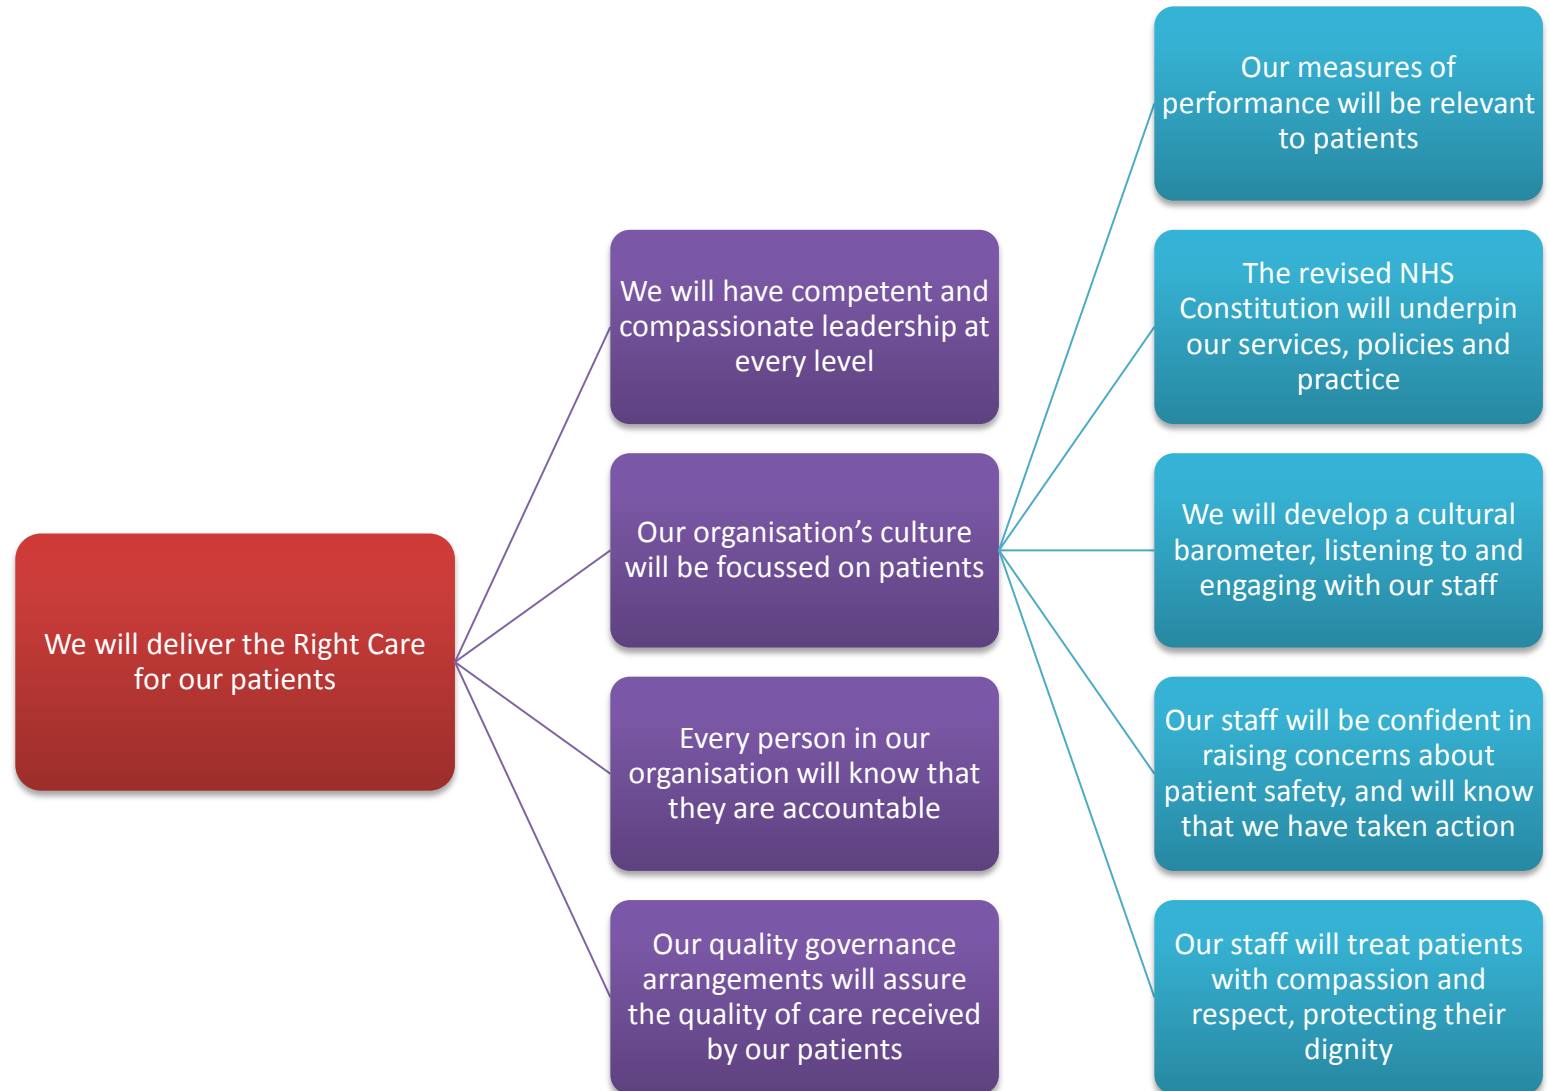 We will deliver the Right Care
for our patients
We will have competent and
compassionate leadership at
every level
Our organisation’s culture
will be focussed on patients
Every person in our
organisation will know that
they are accountable
Our quality governance
arrangements will assure
the quality of care received
by our patients
Our measures of
performance will be relevant
to patients
The revised NHS
Constitution will underpin
our services, policies and
practice
We will develop a cultural
barometer, listening to and
engaging with our staff
Our staff will be confident in
raising concerns about
patient safety, and will know
that we have taken action
Our staff will treat patients
with compassion and
respect, protecting their
dignity